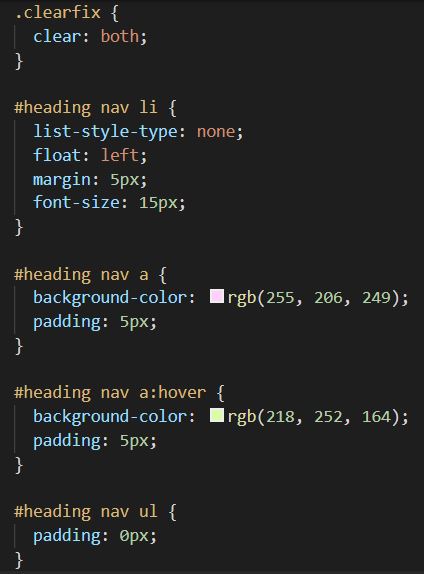 .clearfix {
  clear: both;
}

#heading nav li {
  list-style-type: none;
  float: left;
  margin: 5px;
  font-size: 15px;
}

#heading nav a {
  background-color: rgb(255, 206, 249);
  padding: 5px;
}

#heading nav a:hover {
  background-color: rgb(218, 252, 164);
  padding: 5px;
}

#heading nav ul {
  padding: 0px;
}